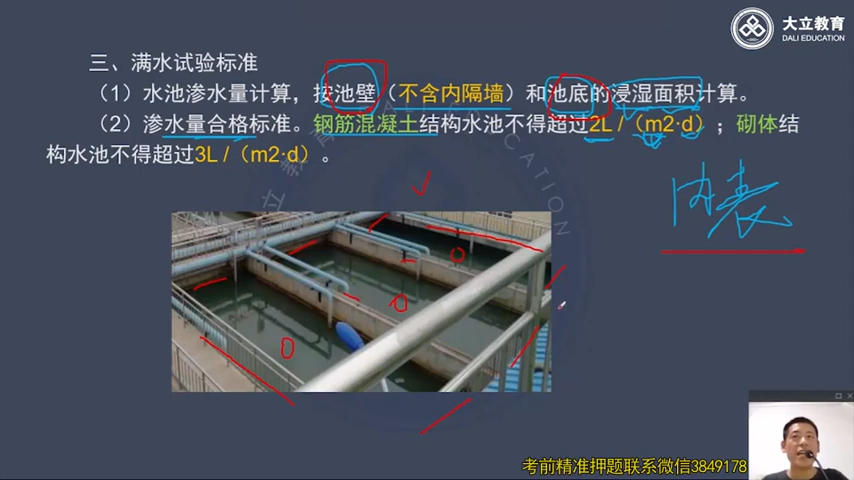 大立教育
DALI EDUCATION
三、满水试验标准
（1）水池渗水量计算，按池壁（不含内隔墙）和池底的浸湿面积计算。
（2）渗水量合格标准。钢筋混凝土结构水池不得超过2L /（m2·d）；砌体结
构水池不得超过3L /（m2·d）。
内表
考前精准押题联系微信3849178